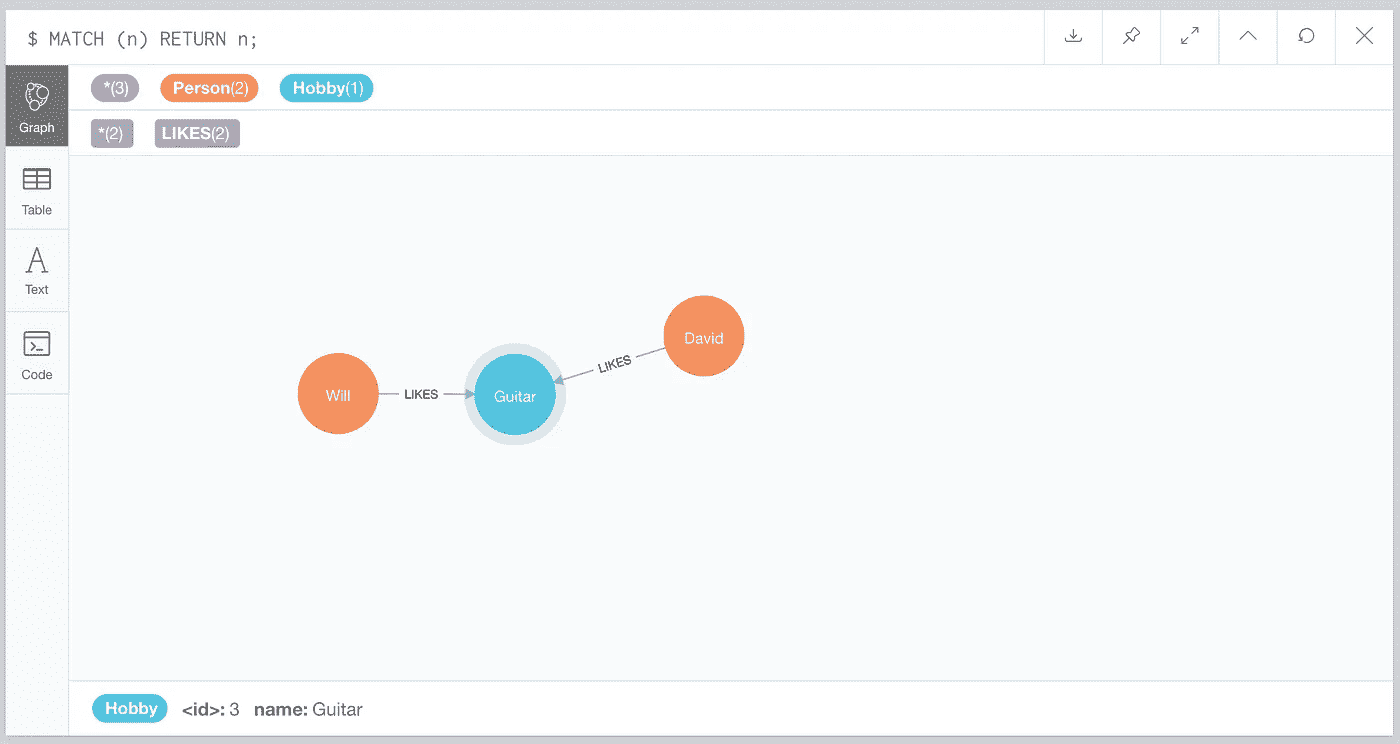 $ MATCH (n) RETURN n;
Graph
*(3) Person(2) Hobby(1)
*(2) LIKES(2)
Table
Text
Code
David
LIKES
Will LIKES Guitar
Hobby <id>: 3 name: Guitar